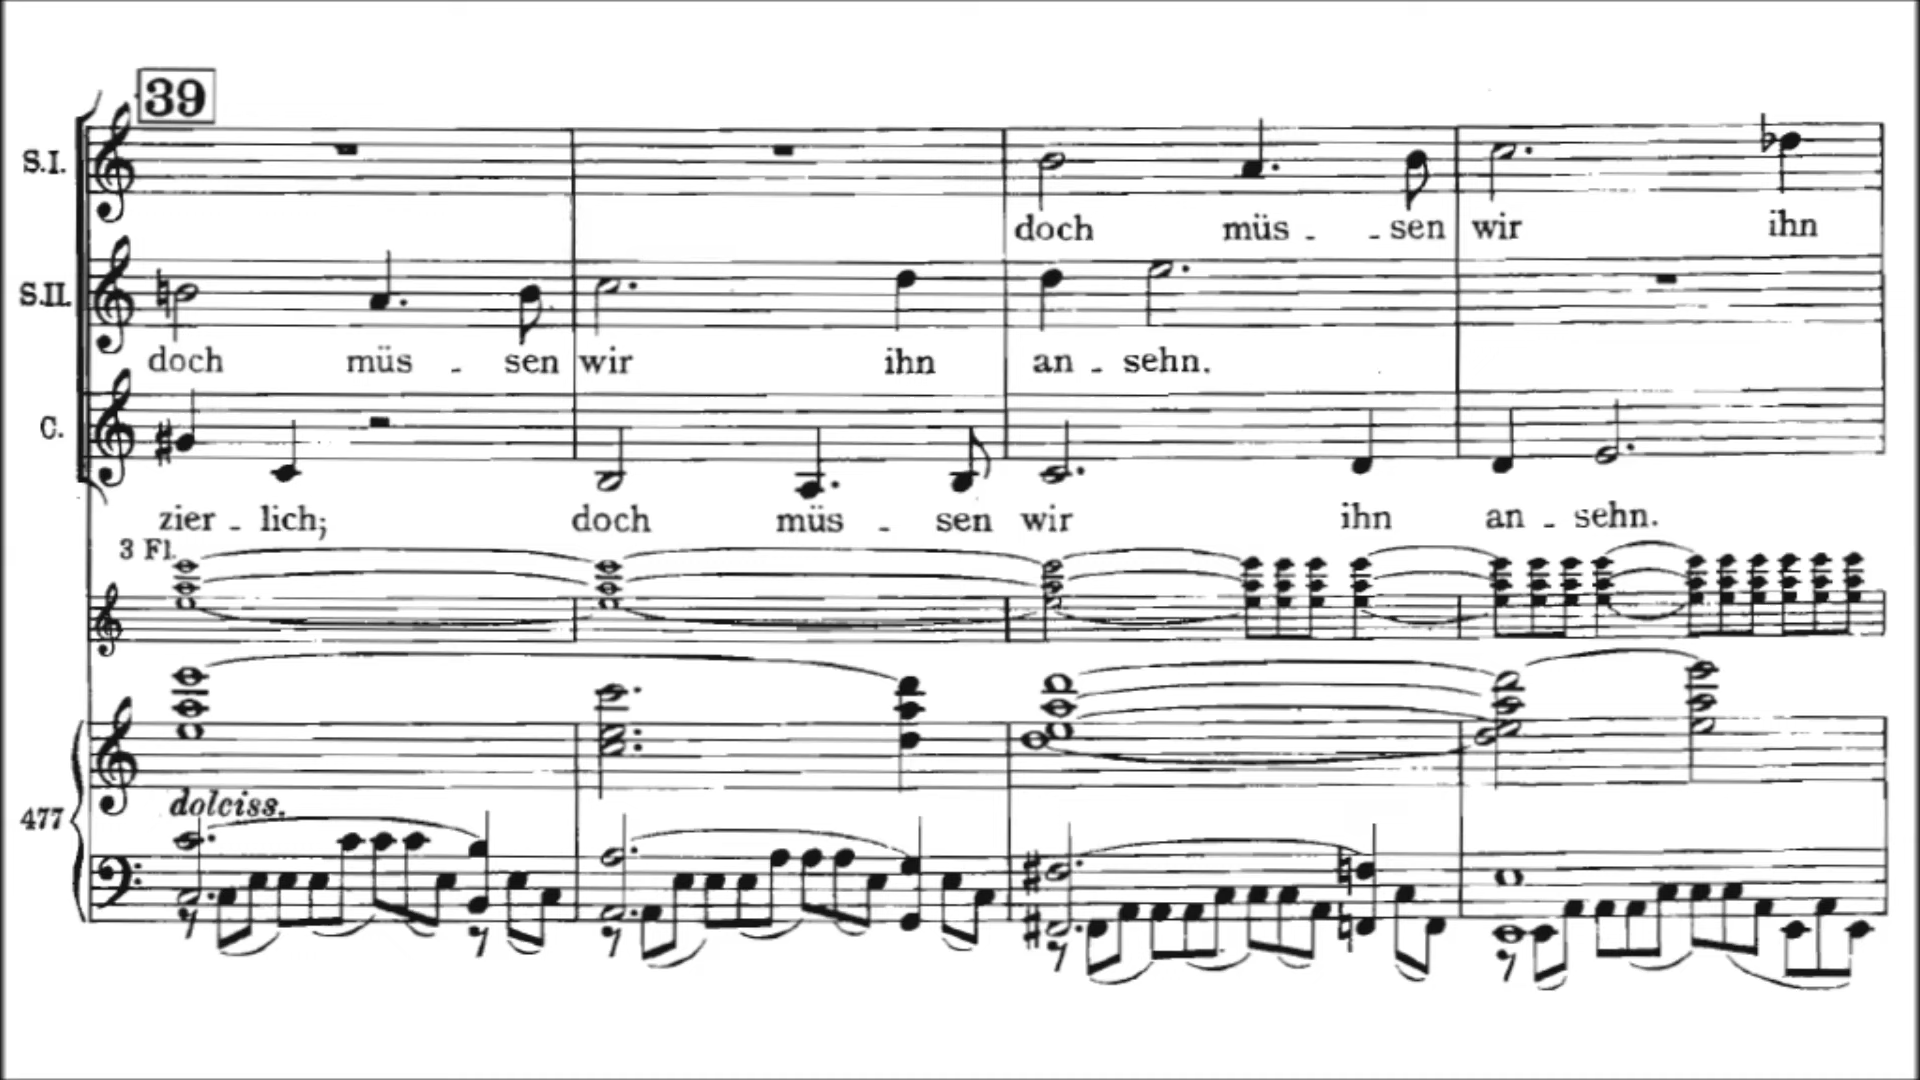 39
S.I.
doch müs - - sen wir ihn
S.II.
doch müs - sen wir ihn an - sehn.
C.
zier - lich; doch müs - sen wir ihn an - sehn.
3 Fl.
dolciss.
477